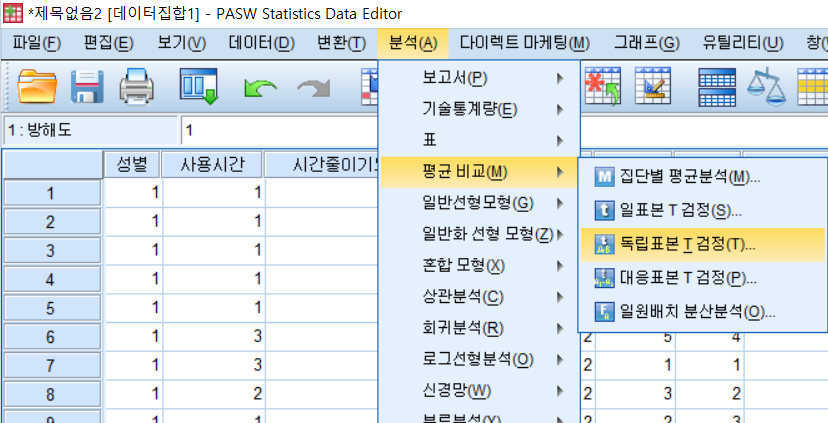 *제목없음2 [데이터집합1] - PASW Statistics Data Editor
파일(F) 편집(E) 보기(V) 데이터(D) 변환(T) 분석(A) 다이렉트 마케팅(M) 그래프(G) 유틸리티(U) 창(
보고서(P)
기술통계량(E)
1 : 방해도 1
표
성별 사용시간 시간줄이기
평균 비교(M)
집단별 평균분석(M)...
1 1 1
일반선형모형(G)
일표본 T 검정(S)...
2 1 1
일반화 선형 모형(Z)
독립표본 T 검정(T)...
3 1 1
혼합 모형(X)
대응표본 T 검정(P)...
4 1 1
상관분석(C)
일원배치 분산분석(O)...
5 1 1
회귀분석(R)
6 1 3 2 5 4
로그선형분석(O)
7 1 3 2 1 1
신경망(W)
8 1 2 2 3 2
분류분석(Y)
9 1 1 2 2 3